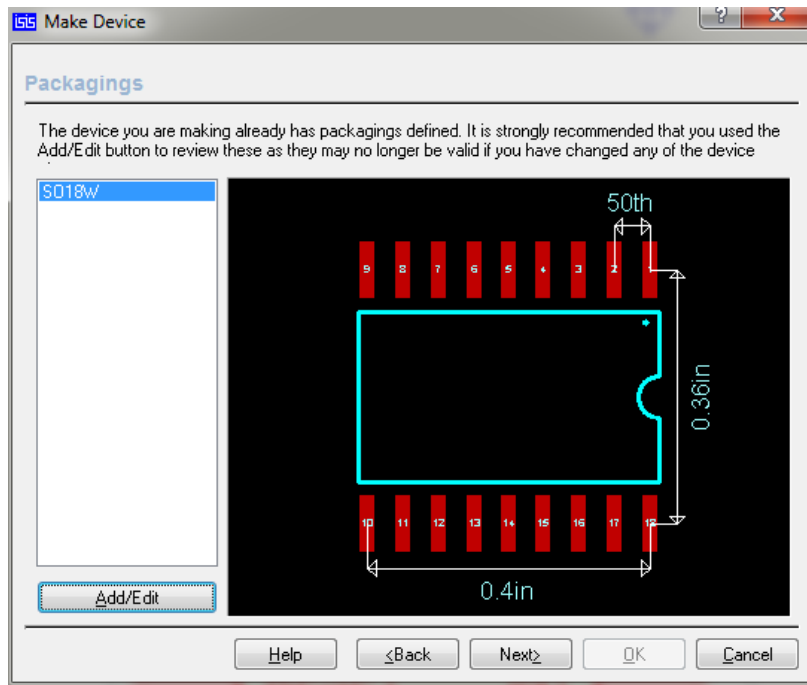 isis Make Device
? x
Packagings
The device you are making already has packagings defined. It is strongly recommended that you used the
Add/Edit button to review these as they may no longer be valid if you have changed any of the device
SO18W
50th
9 8 7 6 5 4 3 2 1
0.36in
10 11 12 13 14 15 16 17 18
0.4in
Add/Edit
Help <Back Next> OK Cancel